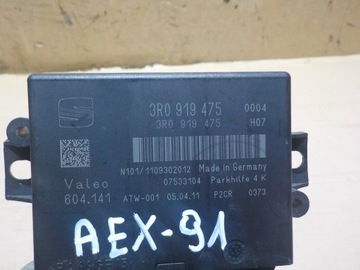 3R0 919 475 0004
3R0 919 475 H07
N101/1109302012 Made in Germany
Valeo 07533104 Parkhilfe 4 K
604.141 ATW-001 05.04.11 P2CR 0373
AEX-91